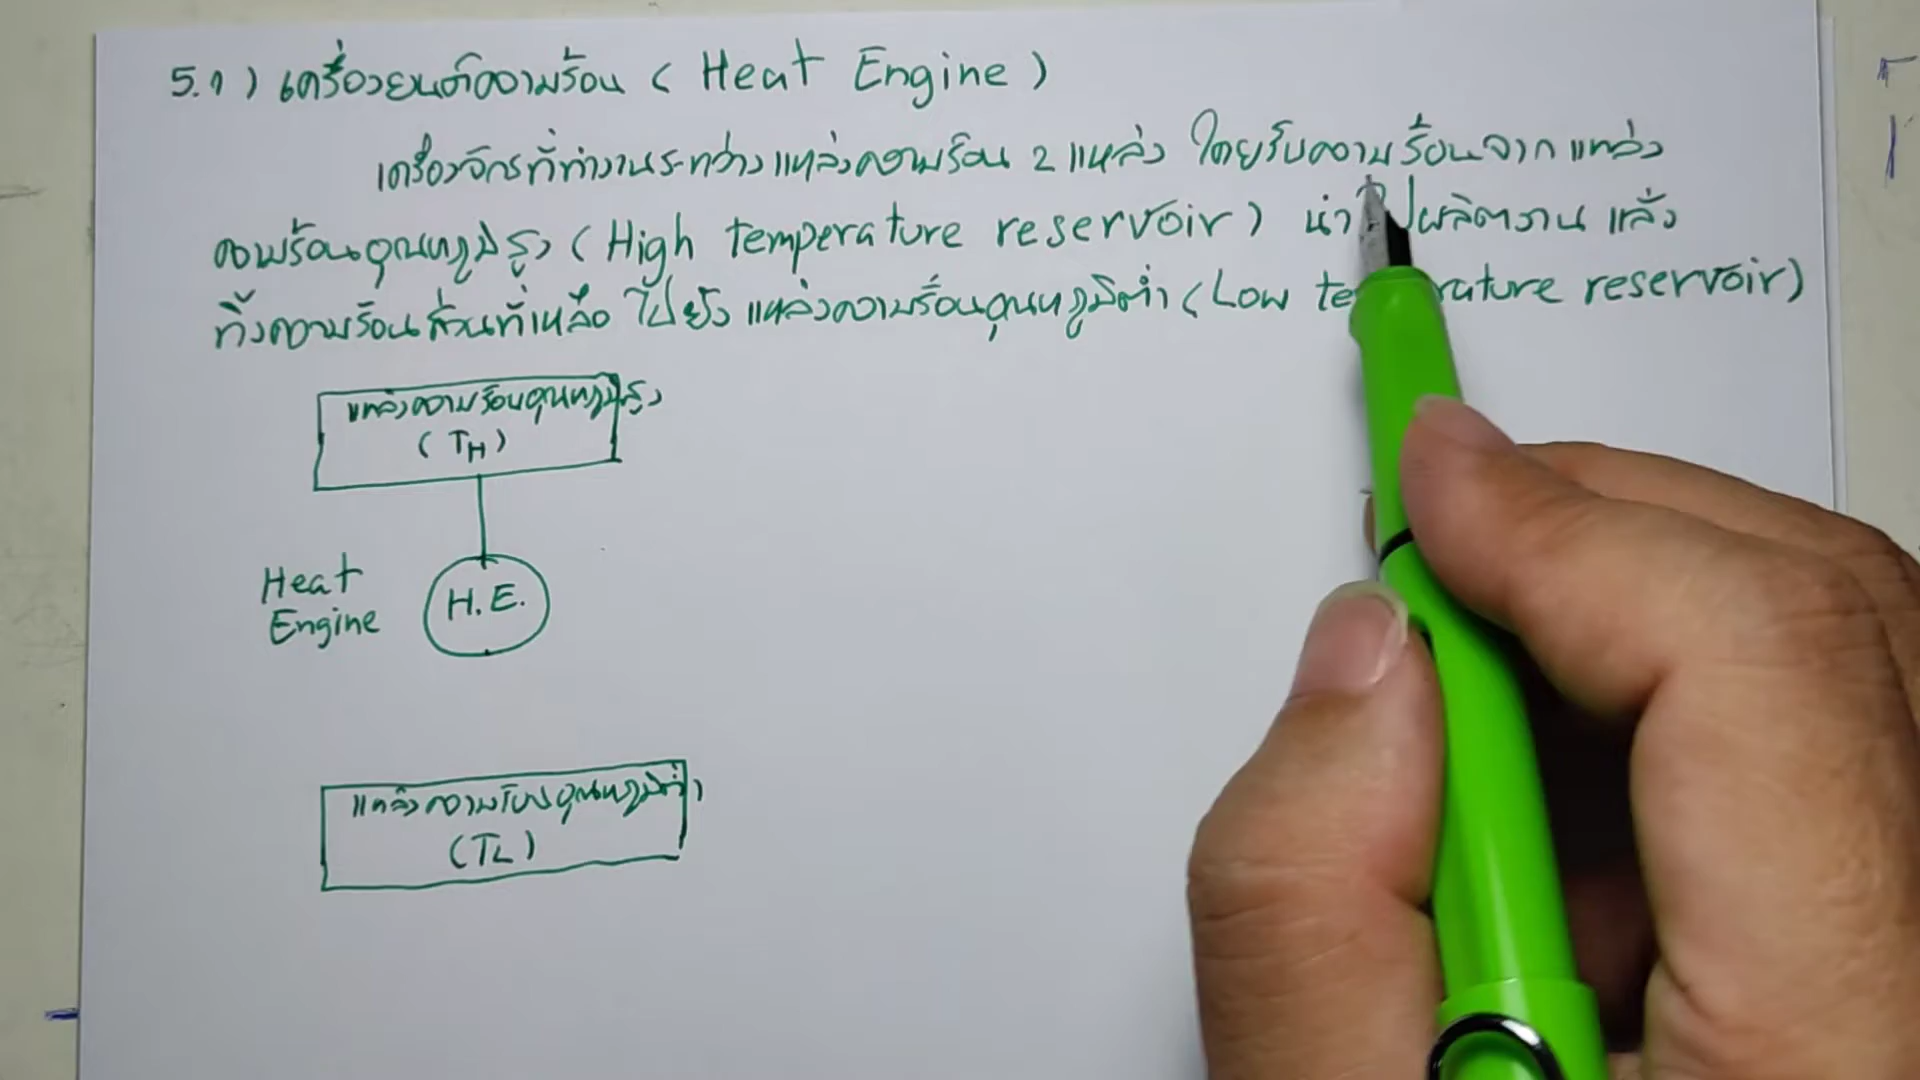 5.1) เครื่องยนต์ความร้อน ( Heat Engine )
เครื่องจักรที่ทำงานระหว่างแหล่งความร้อน 2 แหล่ง โดยรับความร้อนจากแหล่ง
ความร้อนอุณหภูมิสูง ( High temperature reservoir ) นำไปผลิตงาน แล้ว
ทิ้งความร้อนส่วนที่เหลือ ไปยัง แหล่งความร้อนอุณหภูมิต่ำ ( Low te rature reservoir )
แหล่งความร้อนอุณหภูมิสูง
( TH )
Heat
Engine
H.E.
แหล่งความร้อนอุณหภูมิต่ำ
(TL)